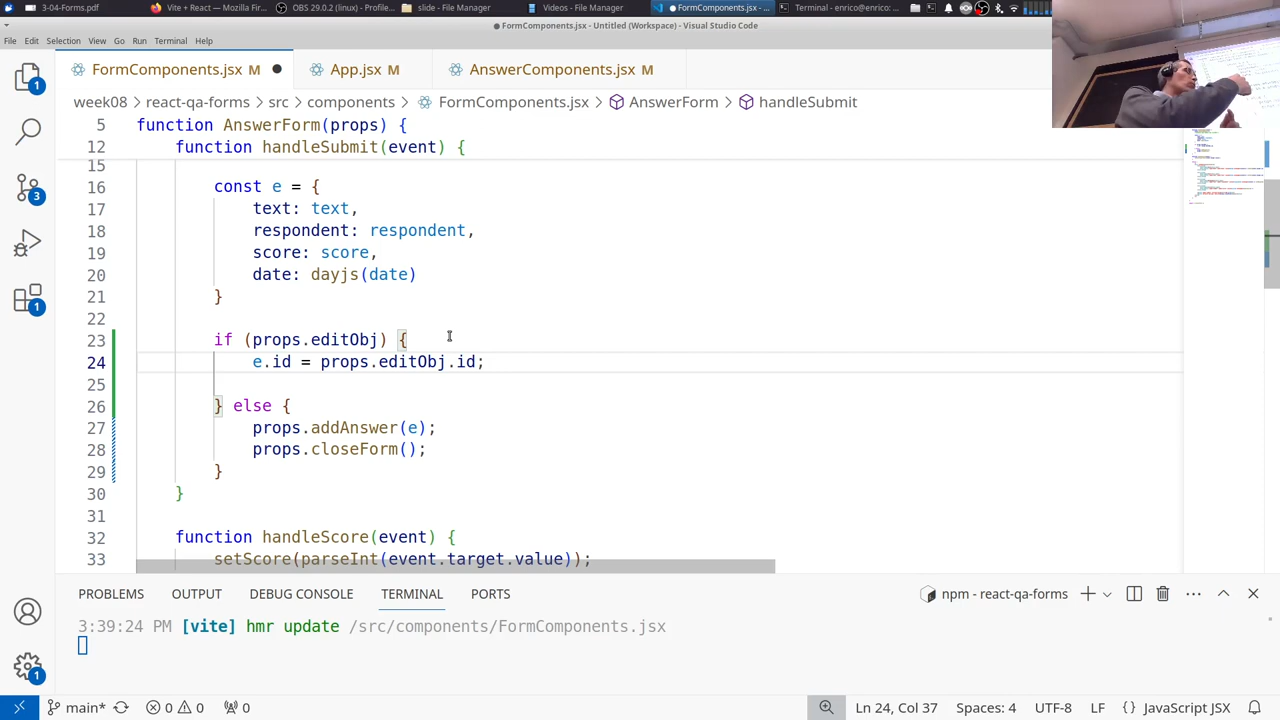 3-04-Forms.pdf
Vite + React — Mozilla Fir...
OBS 29.0.2 (linux) - Profile...
slide - File Manager
Videos - File Manager
● FormComponents.jsx - ...
Terminal - enrico@enrico: ...
● FormComponents.jsx - Untitled (Workspace) - Visual Studio Code
File Edit Selection View Go Run Terminal Help
FormComponents.jsx M ●
App.jsx M
AnswerComponents.jsx M
week08 > react-qa-forms > src > components > FormComponents.jsx > AnswerForm > handleSubmit
5 function AnswerForm(props) {
12 function handleSubmit(event) {
15
16 const e = {
17 text: text,
18 respondent: respondent,
19 score: score,
20 date: dayjs(date)
21 }
22
23 if (props.editObj) {
24 e.id = props.editObj.id;
25
26 } else {
27 props.addAnswer(e);
28 props.closeForm();
29 }
30 }
31
32 function handleScore(event) {
33 setScore(parseInt(event.target.value));
1
3
1
1
PROBLEMS OUTPUT DEBUG CONSOLE TERMINAL PORTS
npm - react-qa-forms
3:39:24 PM [vite] hmr update /src/components/FormComponents.jsx
main* 0 0 0
Ln 24, Col 37 Spaces: 4 UTF-8 LF {} JavaScript JSX